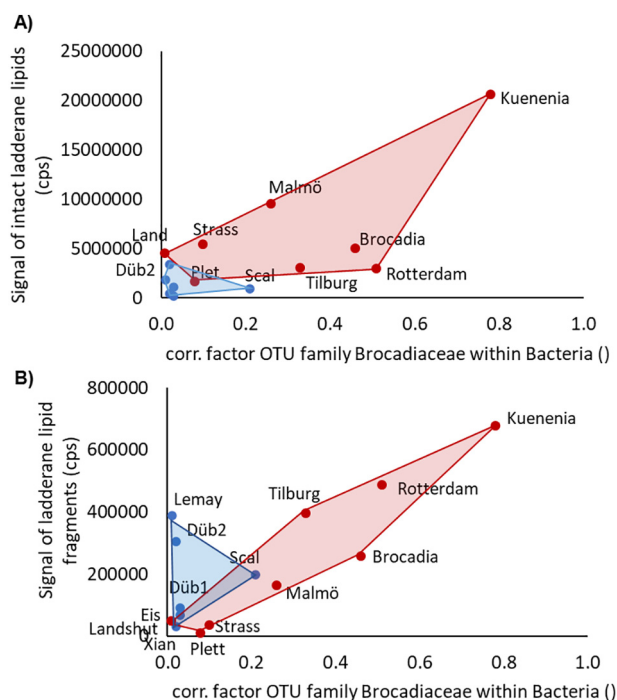 A)
Signal of intact ladderane lipids
(cps)
25000000
20000000
15000000
10000000
5000000
0
Kuenenia
Malmö
Strass
Land
Brocadia
Düb2
Plet
Scal
Tilburg
Rotterdam
0.0 0.2 0.4 0.6 0.8 1.0
corr. factor OTU family Brocadiaceae within Bacteria ()
B)
Signal of ladderane lipid
fragments (cps)
800000
600000
400000
200000
0
Kuenenia
Tilburg
Rotterdam
Lemay
Düb2
Scal
Brocadia
Düb1
Malmö
Eis
Landshut
Strass
Xian
Plett
0.0 0.2 0.4 0.6 0.8 1.0
corr. factor OTU family Brocadiaceae within Bacteria ()